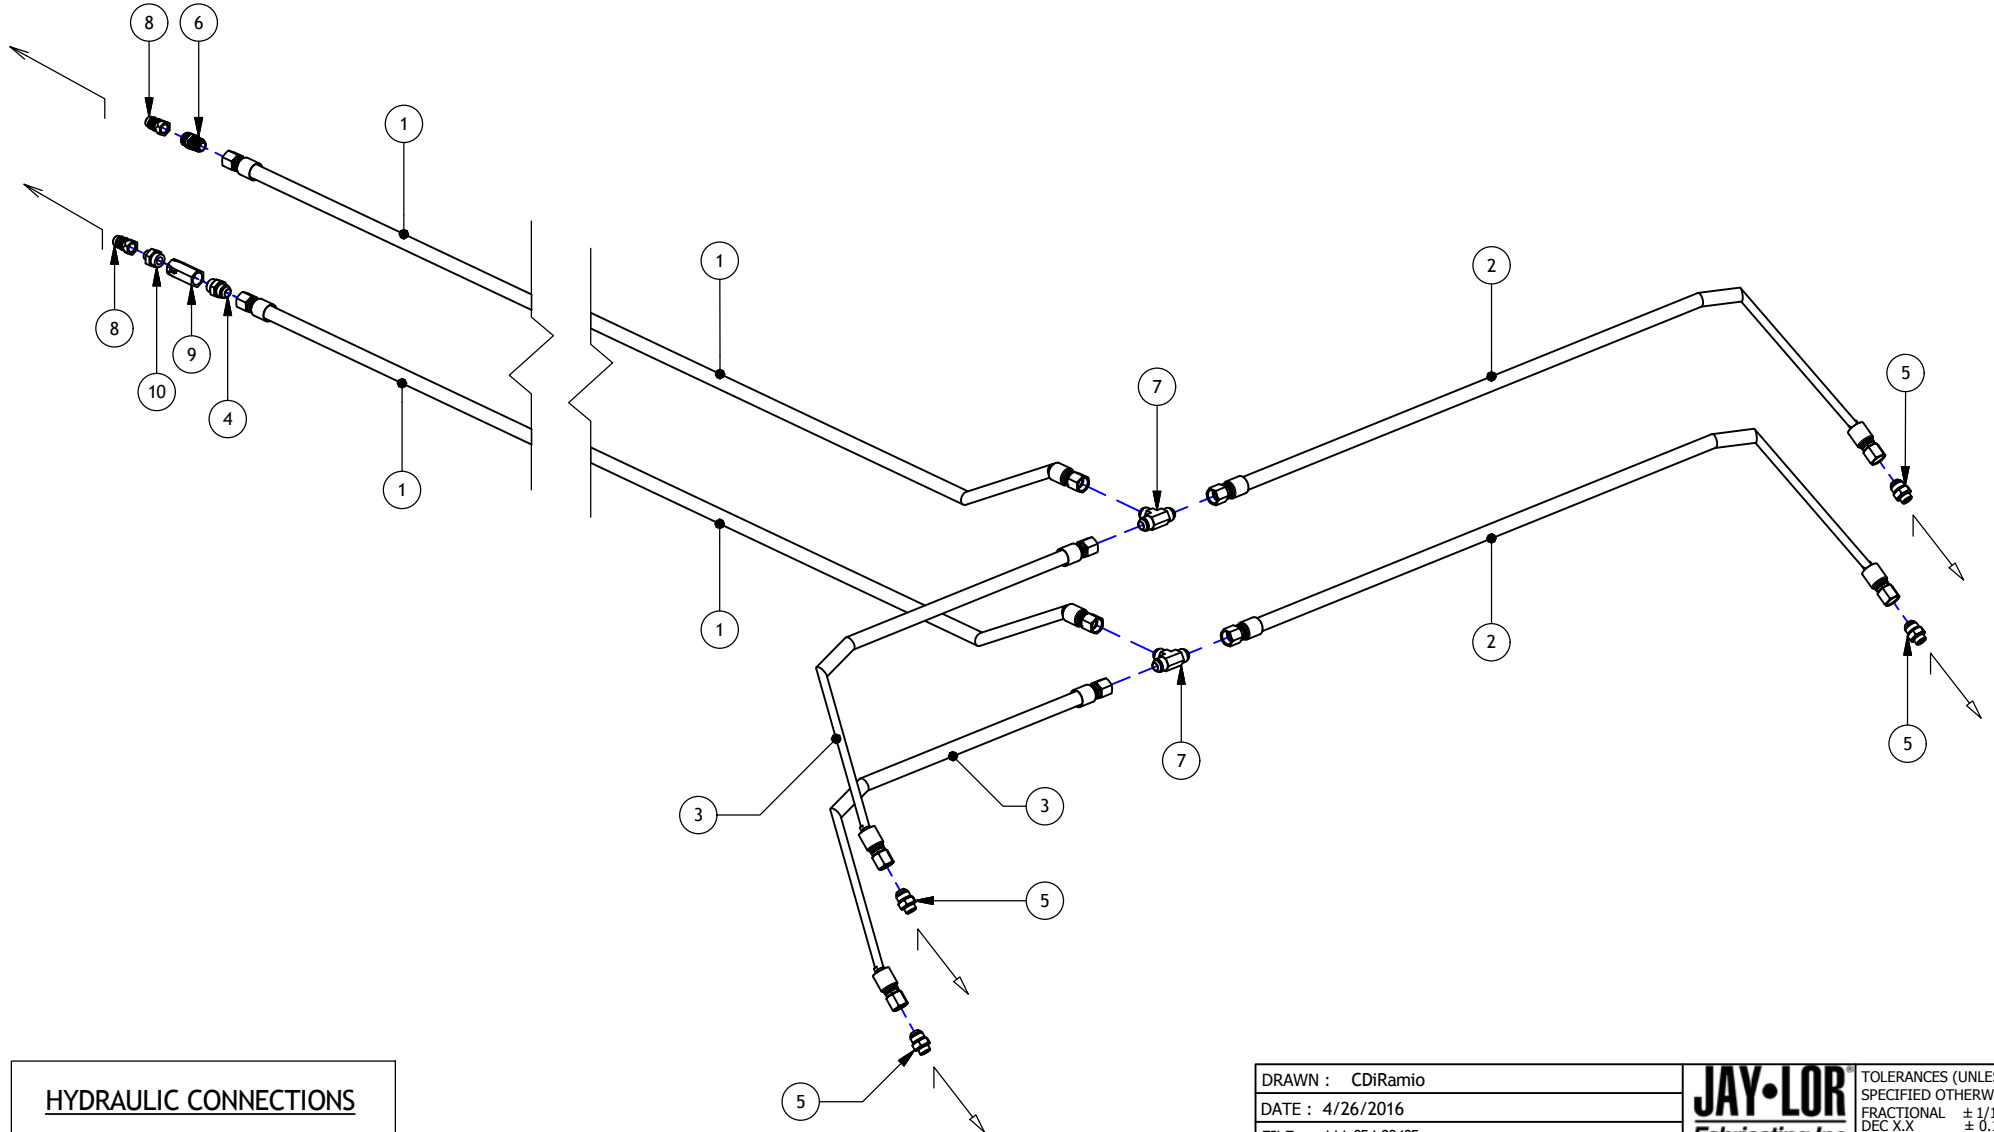 8 6
1
1
2
8
9
10
4
1
7
5
1
2
3
3
7
5
5
5
HYDRAULIC CONNECTIONS
DRAWN : CDiRamio
DATE : 4/26/2016
JAY•LOR®
TOLERANCES (UNLES
SPECIFIED OTHERW
FRACTIONAL ± 1/1
DEC X.X ± 0.